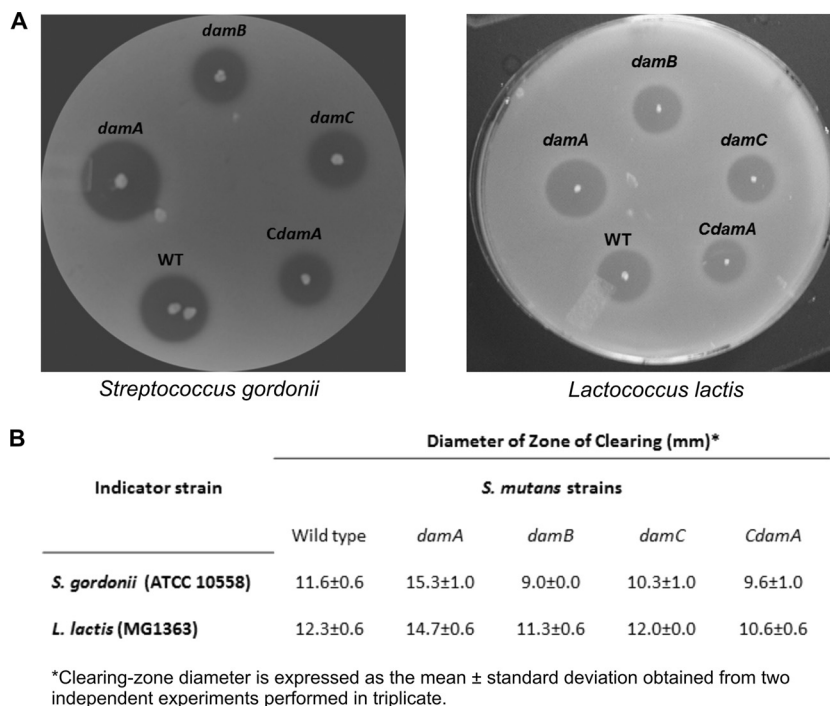 A
damB
damA
damC
CdamA
WT
Streptococcus gordonii
damB
damA
damC
WT
CdamA
Lactococcus lactis
B
Diameter of Zone of Clearing (mm)*
Indicator strain
S. mutans strains
Wild type damA damB damC CdamA
S. gordonii (ATCC 10558) 11.6±0.6 15.3±1.0 9.0±0.0 10.3±1.0 9.6±1.0
L. lactis (MG1363) 12.3±0.6 14.7±0.6 11.3±0.6 12.0±0.0 10.6±0.6
*Clearing-zone diameter is expressed as the mean ± standard deviation obtained from two
independent experiments performed in triplicate.